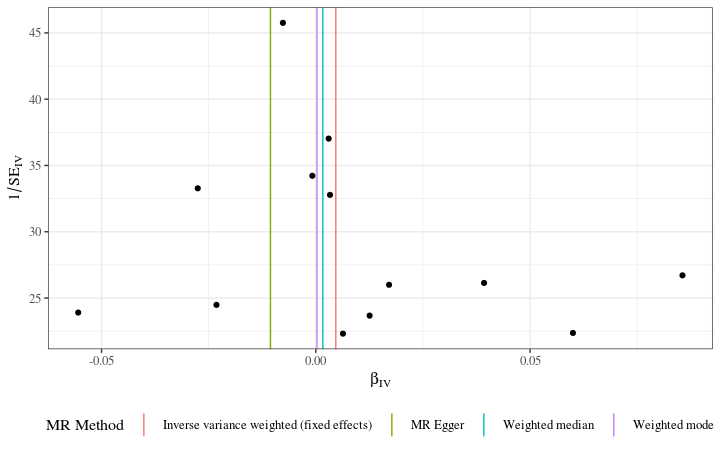 45
40
35
30
25
1/SE_IV
-0.05
0.00
0.05
β_IV
MR Method
Inverse variance weighted (fixed effects)
MR Egger
Weighted median
Weighted mode